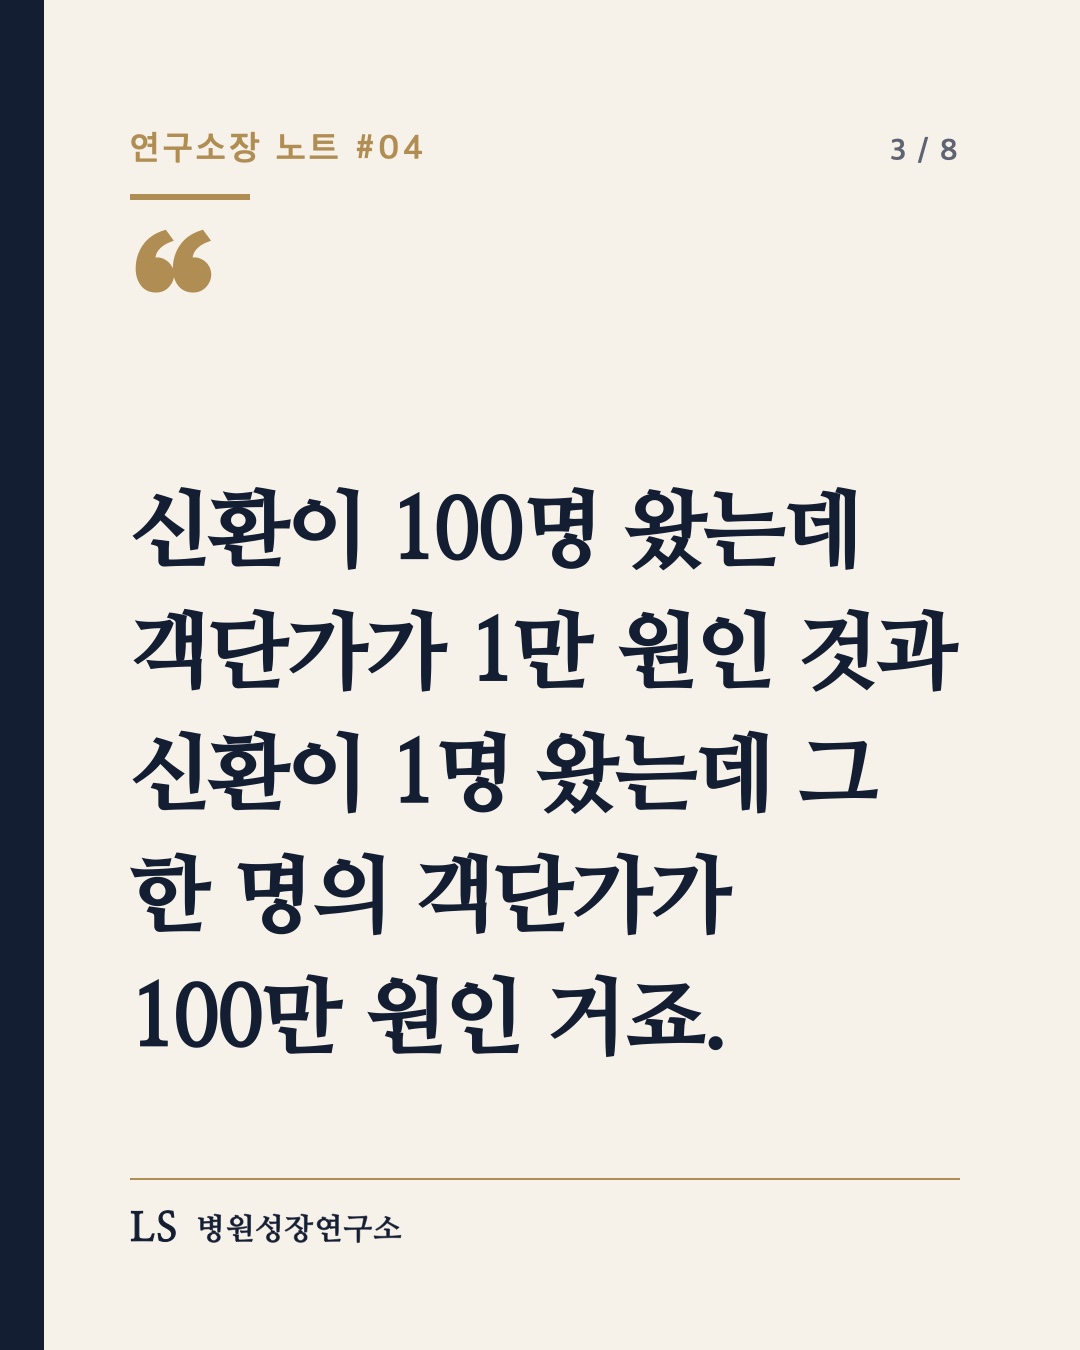 연구소장 노트 #04
3 / 8
“
신환이 100명 왔는데
객단가가 1만 원인 것과
신환이 1명 왔는데 그
한 명의 객단가가
100만 원인 거죠.
LS 병원성장연구소